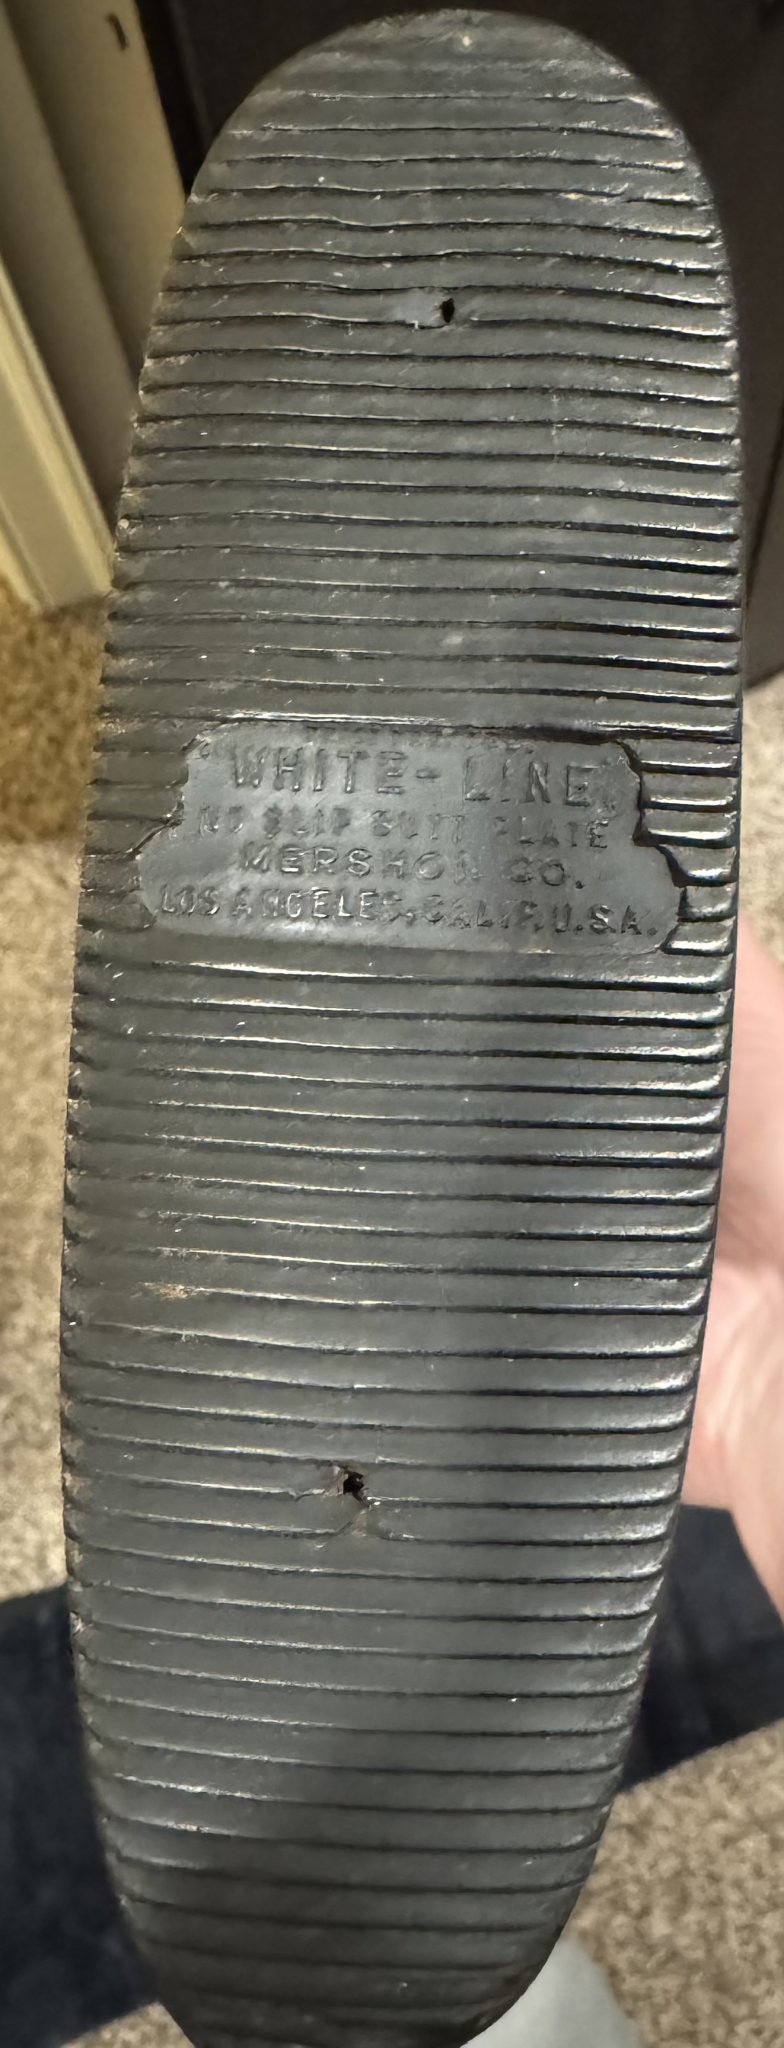 "WHITE-LINE"
NO SLIP BUTT PLATE
MERSHON CO.
LOS ANGELES, CALIF. U.S.A.